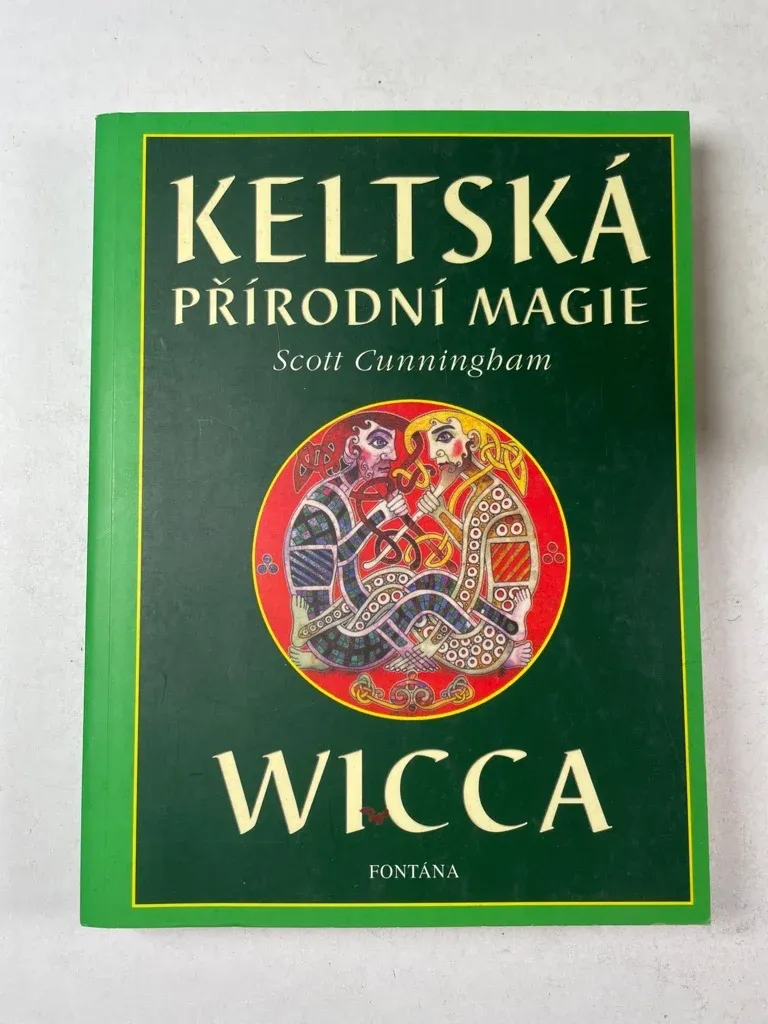 KELTSKÁ
PŘÍRODNÍ MAGIE
Scott Cunningham
WICCA
FONTÁNA